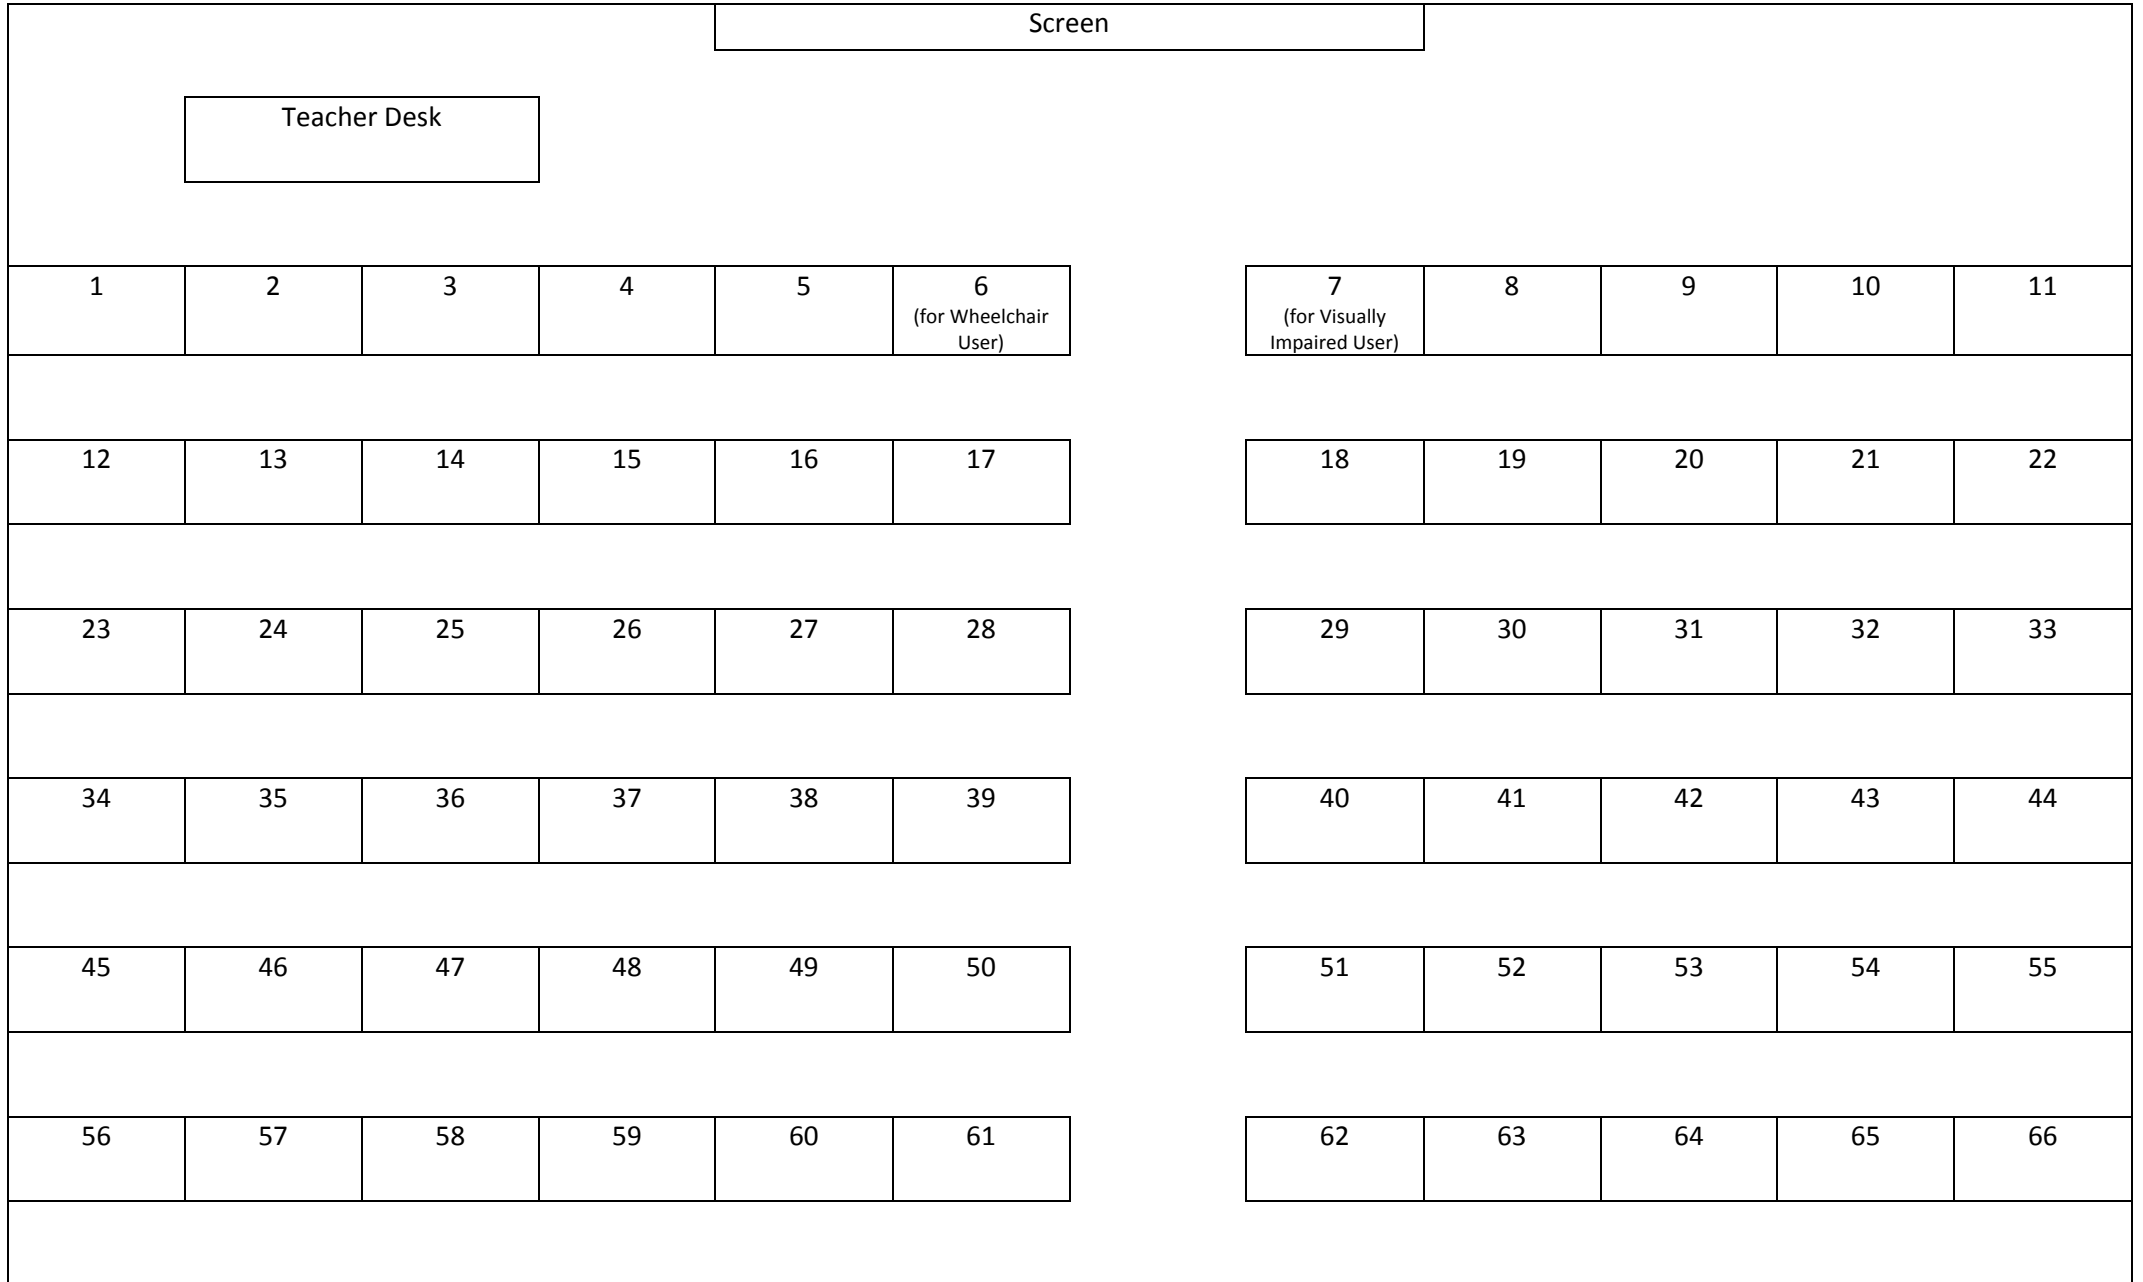 Screen
Teacher Desk
1 2 3 4 5 6 7 8 9 10 11
(for Wheelchair (for Visually
User) Impaired User)
12 13 14 15 16 17 18 19 20 21 22
23 24 25 26 27 28 29 30 31 32 33
34 35 36 37 38 39 40 41 42 43 44
45 46 47 48 49 50 51 52 53 54 55
56 57 58 59 60 61 62 63 64 65 66